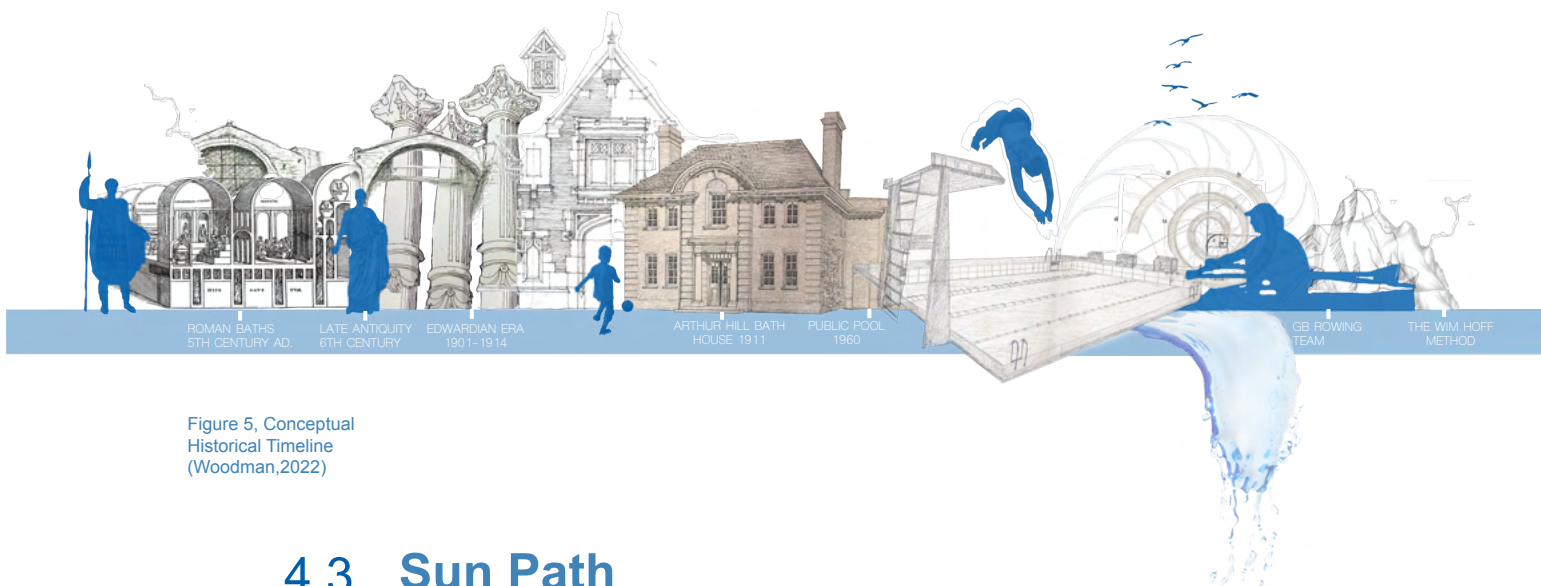 ROMAN BATHS
5TH CENTURY AD.
LATE ANTIQUITY
6TH CENTURY
EDWARDIAN ERA
1901-1914
ARTHUR HILL BATH
HOUSE 1911
PUBLIC POOL
1960
GB ROWING
TEAM
THE WIM HOFF
METHOD
Figure 5, Conceptual
Historical Timeline
(Woodman,2022)
4.3 Sun Path